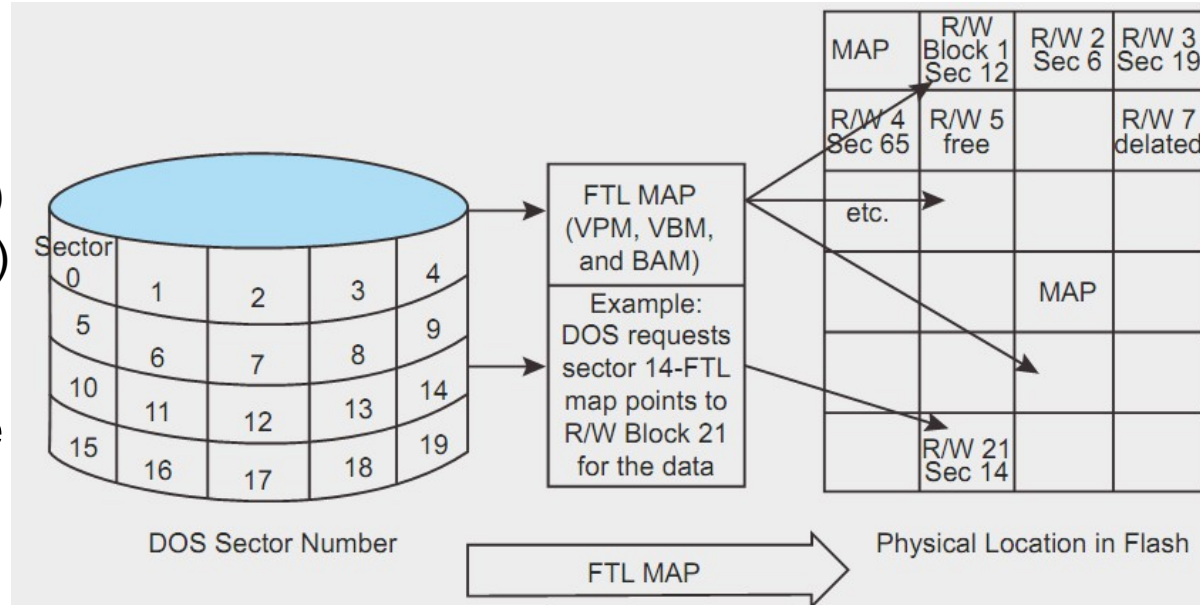 )
)
e
Sector
0
1
2
3
4
5
6
7
8
9
10
11
12
13
14
15
16
17
18
19
DOS Sector Number
FTL MAP
(VPM, VBM,
and BAM)
Example:
DOS requests
sector 14-FTL
map points to
R/W Block 21
for the data
FTL MAP
MAP
R/W
Block 1
Sec 12
R/W 2
Sec 6
R/W 3
Sec 19
R/W 4
Sec 65
R/W 5
free
R/W 7
delated
etc.
MAP
R/W 21
Sec 14
Physical Location in Flash